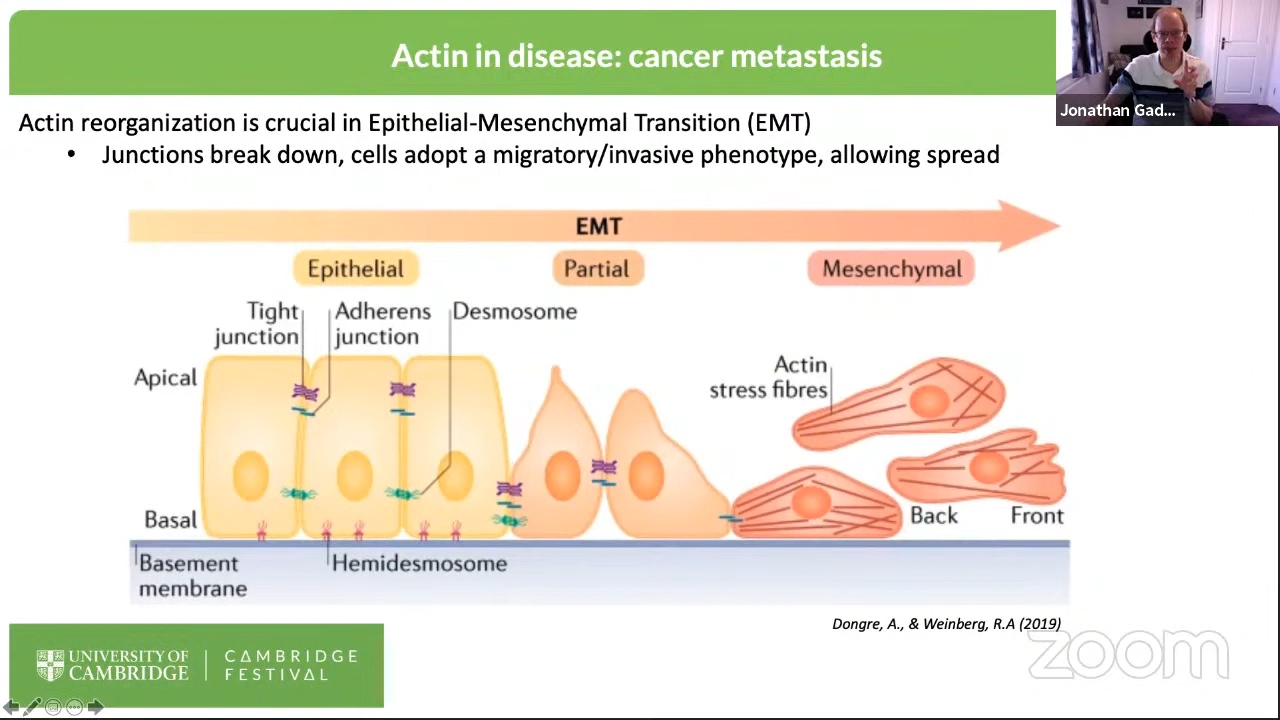 Actin in disease: cancer metastasis
Jonathan Gad...
Actin reorganization is crucial in Epithelial-Mesenchymal Transition (EMT)
• Junctions break down, cells adopt a migratory/invasive phenotype, allowing spread
EMT
Epithelial
Partial
Mesenchymal
Tight
junction
Adherens
junction
Desmosome
Apical
Actin
stress fibres
Basal
Back
Front
Basement
membrane
Hemidesmosome
Dongre, A., & Weinberg, R.A (2019)
UNIVERSITY OF
CAMBRIDGE
CAMBRIDGE
FESTIVAL
zoom